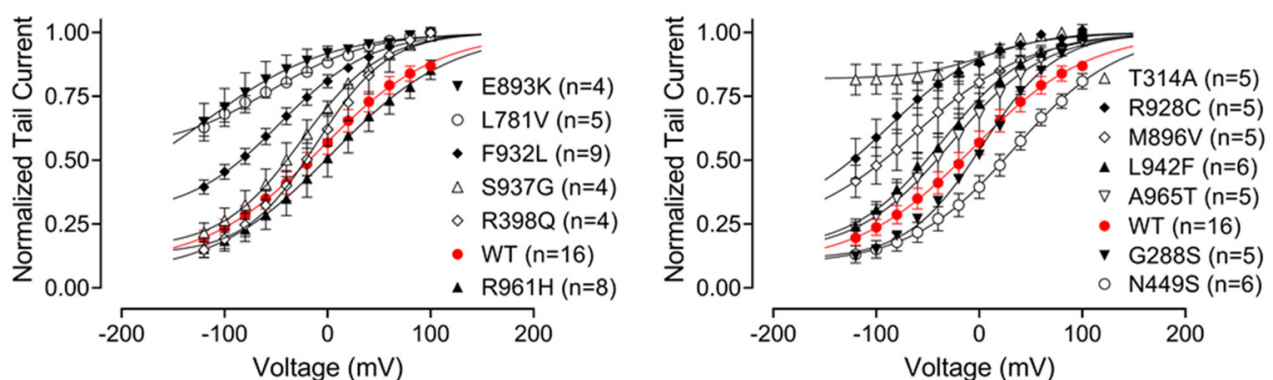 Normalized Tail Current
1.00
0.75
0.50
0.25
0.00
-200
-100
0
100
200
Voltage (mV)
E893K (n=4)
L781V (n=5)
F932L (n=9)
S937G (n=4)
R398Q (n=4)
WT (n=16)
R961H (n=8)
Normalized Tail Current
1.00
0.75
0.50
0.25
0.00
-200
-100
0
100
200
Voltage (mV)
T314A (n=5)
R928C (n=5)
M896V (n=5)
L942F (n=6)
A965T (n=5)
WT (n=16)
G288S (n=5)
N449S (n=6)